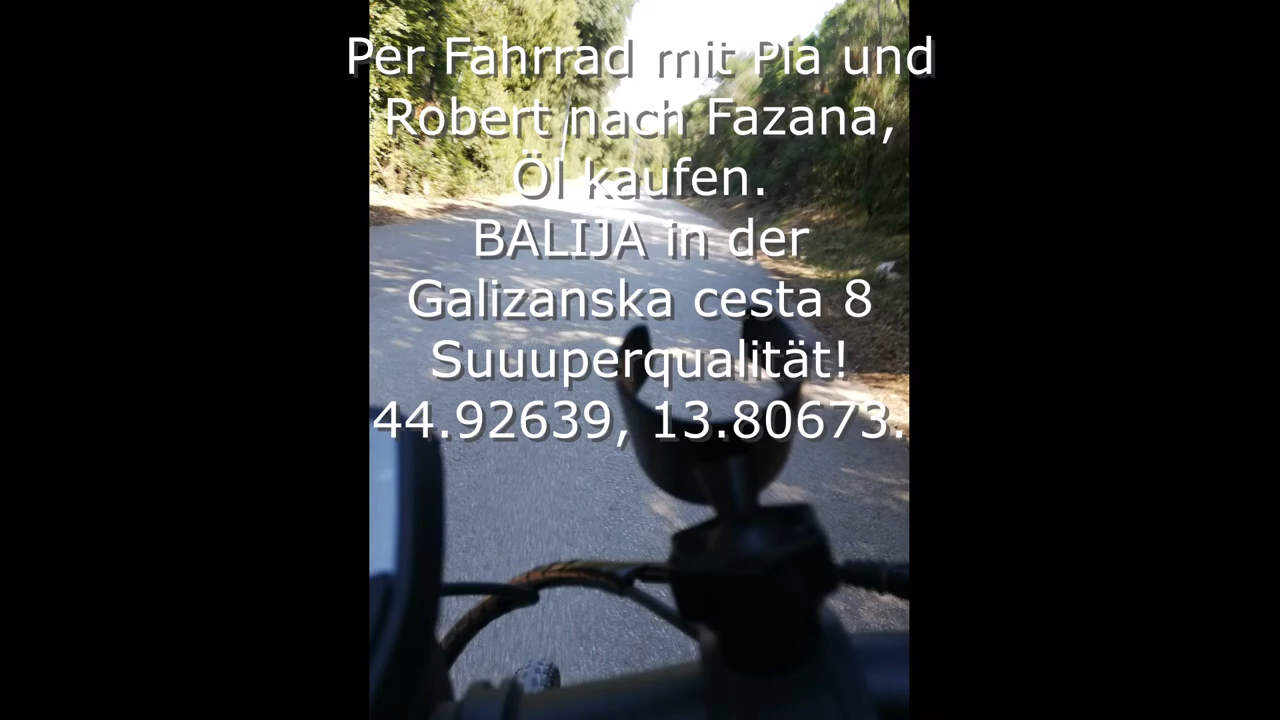 Per Fahrrad mit Pia und
Robert nach Fazana,
Öl kaufen.
BALIJA in der
Galizanska cesta 8
Suuuperqualität!
44.92639, 13.80673.